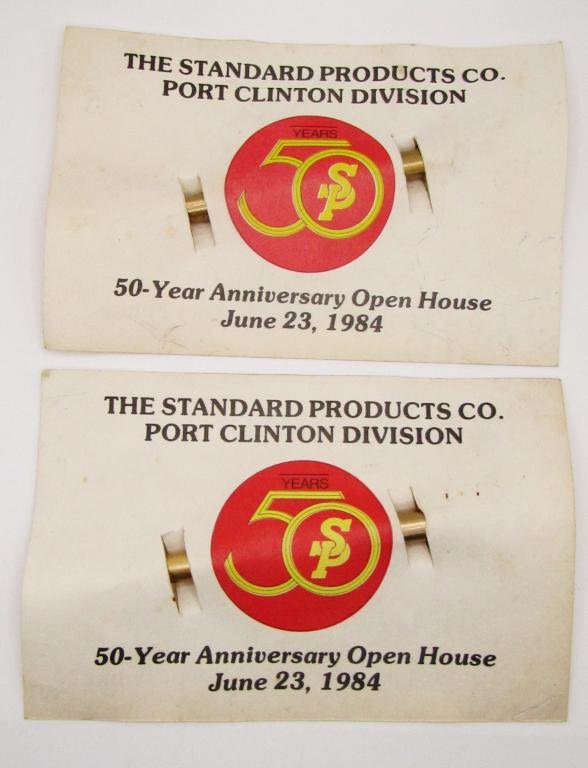 THE STANDARD PRODUCTS CO.
PORT CLINTON DIVISION
YEARS
50
SP
50-Year Anniversary Open House
June 23, 1984
THE STANDARD PRODUCTS CO.
PORT CLINTON DIVISION
YEARS
50
SP
50-Year Anniversary Open House
June 23, 1984